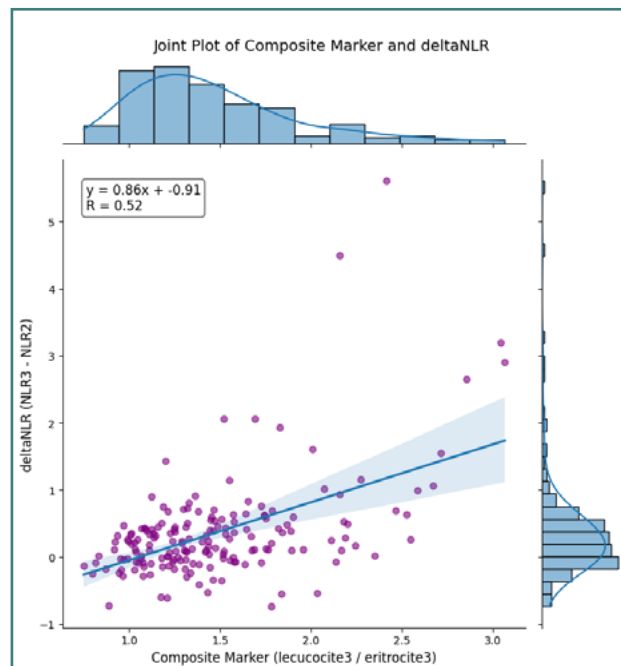 Joint Plot of Composite Marker and deltaNLR
y = 0.86x + -0.91
R = 0.52
5
4
3
2
1
0
−1
deltaNLR (NLR3 - NLR2)
1.0 1.5 2.0 2.5 3.0
Composite Marker (lecucocite3 / eritrocite3)